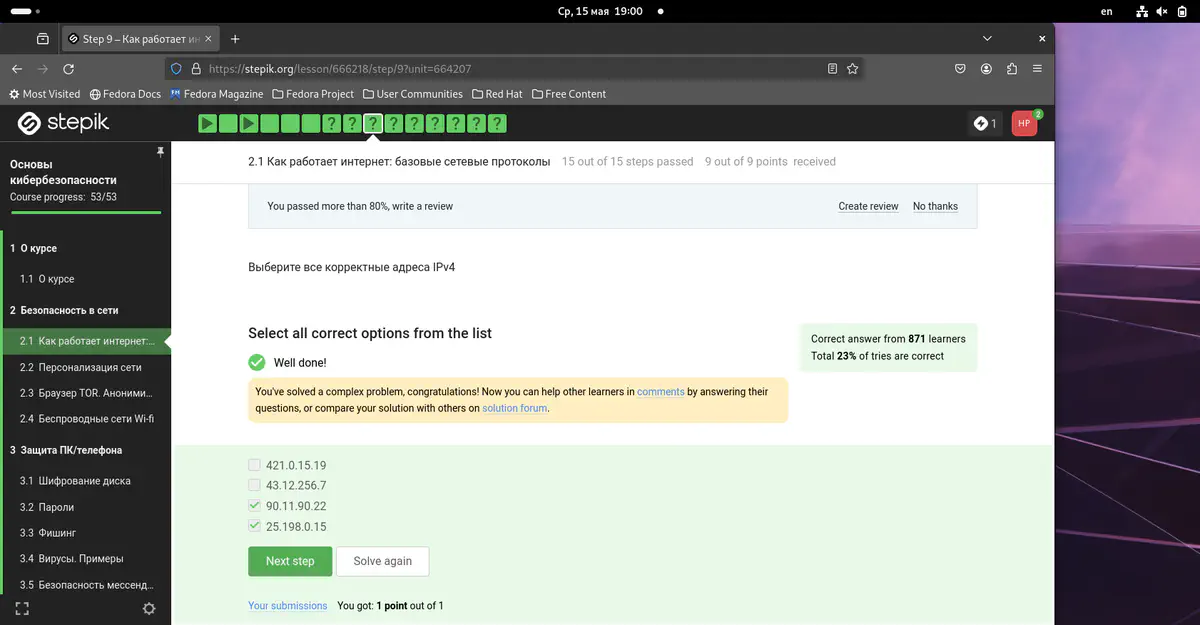 Ср, 15 мая 19:00
en
Step 9 – Как работает ин
https://stepik.org/lesson/666218/step/9?unit=664207
Most Visited Fedora Docs Fedora Magazine Fedora Project User Communities Red Hat Free Content
stepik
? ? ? ? ? ? ? ? ?
1
НР
2
Основы
кибербезопасности
Course progress: 53/53
1 О курсе
1.1 О курсе
2 Безопасность в сети
2.1 Как работает интернет:...
2.2 Персонализация сети
2.3 Браузер TOR. Аноними...
2.4 Беспроводные сети Wi-fi
3 Защита ПК/телефона
3.1 Шифрование диска
3.2 Пароли
3.3 Фишинг
3.4 Вирусы. Примеры
3.5 Безопасность мессенд...
2.1 Как работает интернет: базовые сетевые протоколы 15 out of 15 steps passed 9 out of 9 points received
You passed more than 80%, write a review
Create review No thanks
Выберите все корректные адреса IPv4
Select all correct options from the list
Well done!
You've solved a complex problem, congratulations! Now you can help other learners in comments by answering their
questions, or compare your solution with others on solution forum.
Correct answer from 871 learners
Total 23% of tries are correct
421.0.15.19
43.12.256.7
90.11.90.22
25.198.0.15
Next step Solve again
Your submissions You got: 1 point out of 1